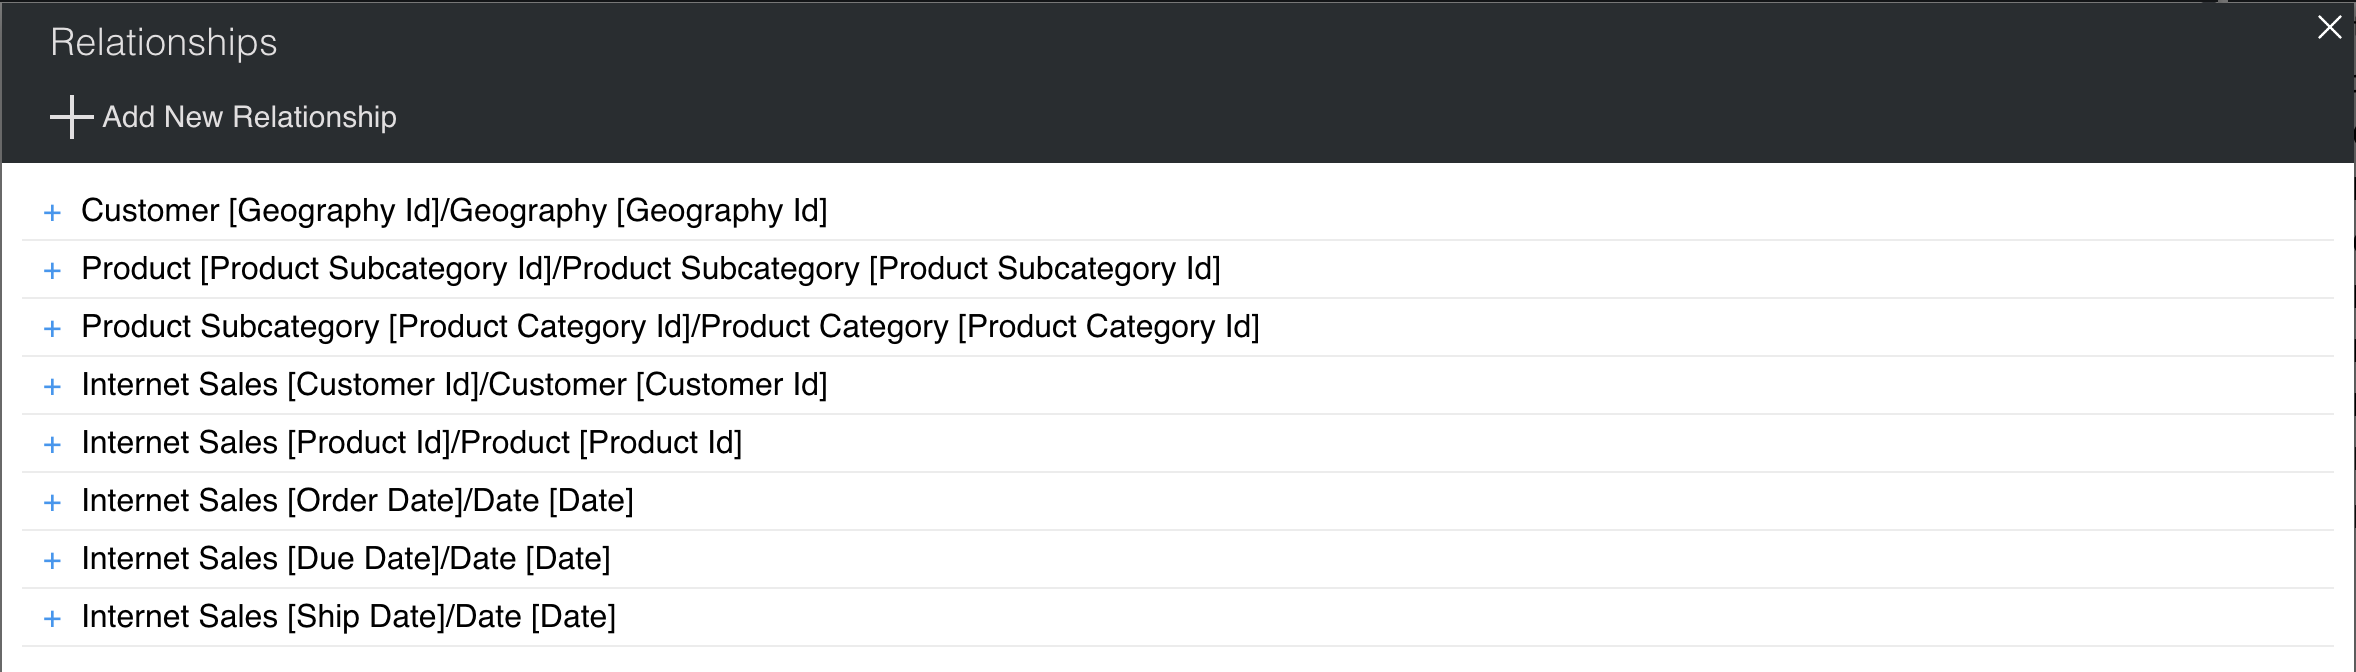 Relationships
Add New Relationship
+ Customer [Geography Id]/Geography [Geography Id]
+ Product [Product Subcategory Id]/Product Subcategory [Product Subcategory Id]
+ Product Subcategory [Product Category Id]/Product Category [Product Category Id]
+ Internet Sales [Customer Id]/Customer [Customer Id]
+ Internet Sales [Product Id]/Product [Product Id]
+ Internet Sales [Order Date]/Date [Date]
+ Internet Sales [Due Date]/Date [Date]
+ Internet Sales [Ship Date]/Date [Date]